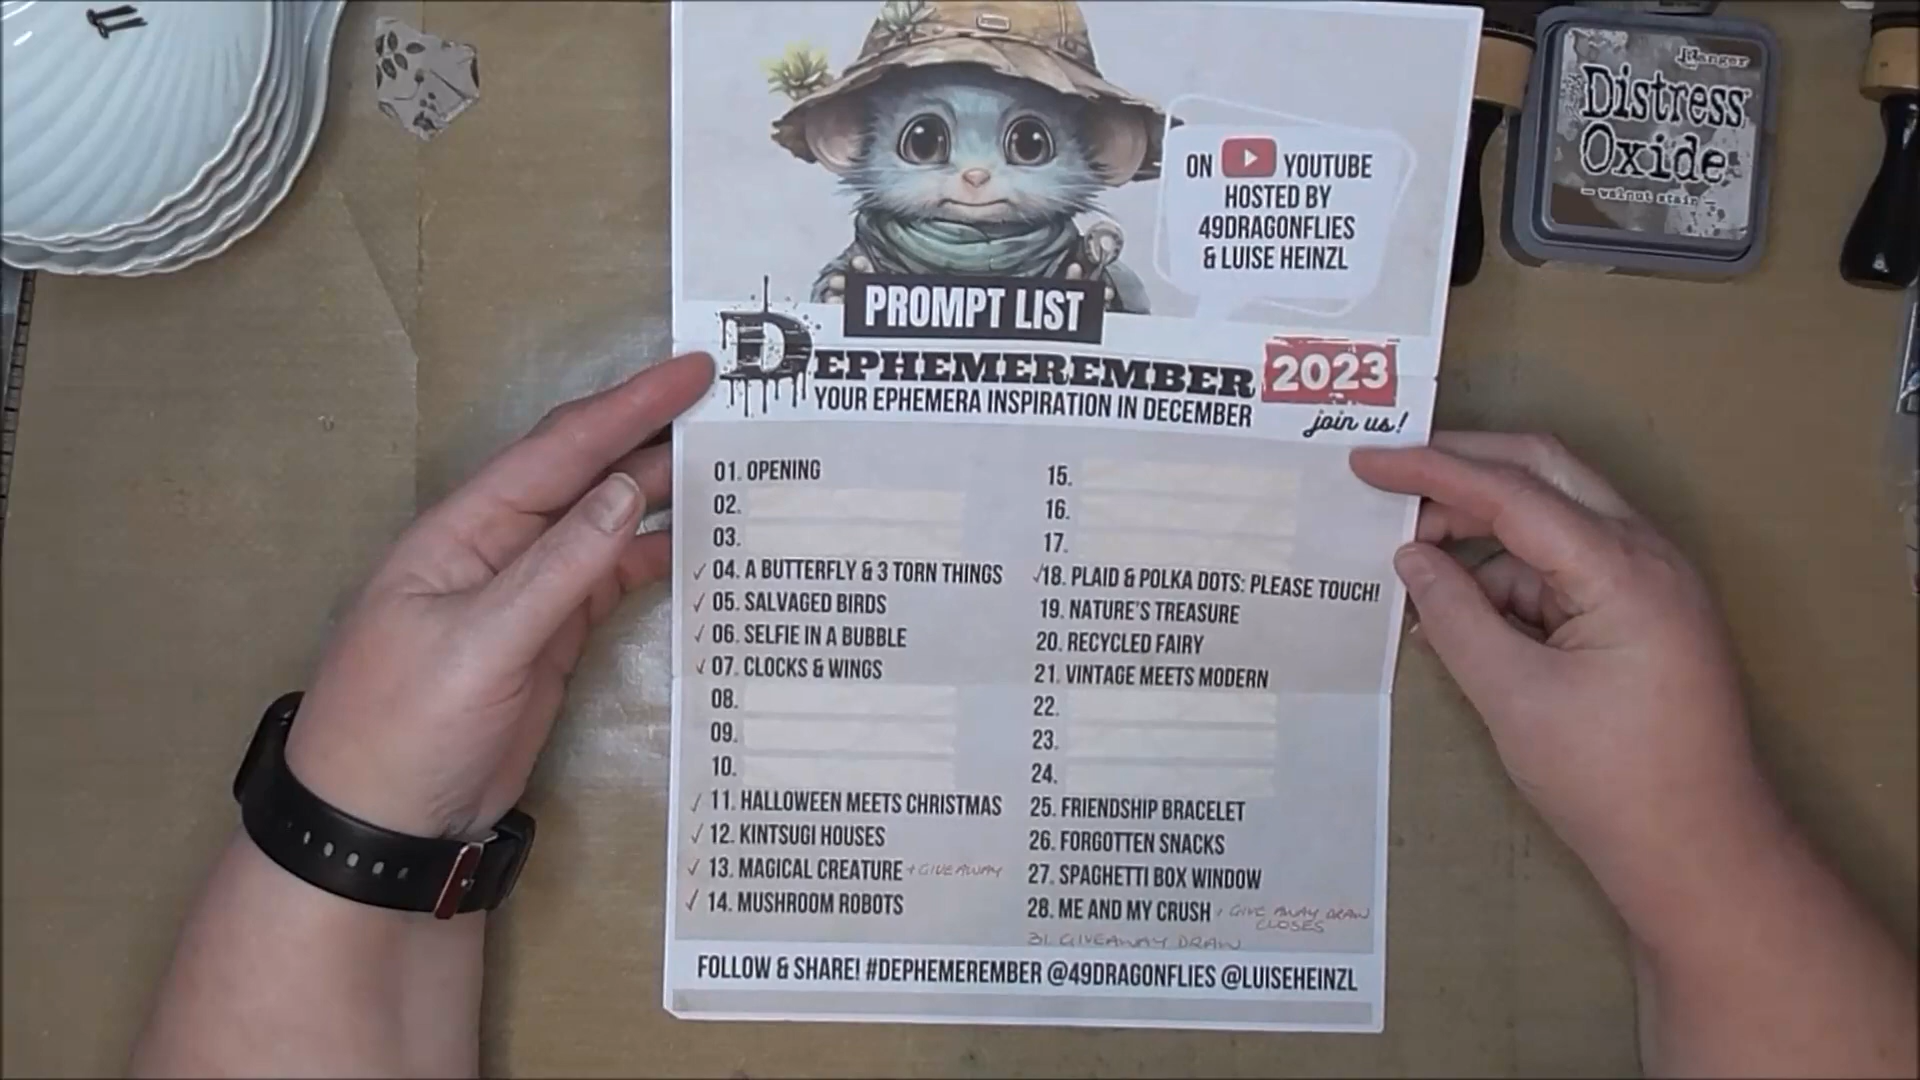 ON YOUTUBE
HOSTED BY
49DRAGONFLIES
& LUISE HEINZL
Ranger
Distress
Oxide
— walnut stain —
PROMPT LIST
DEPHEMEREMBER 2023
YOUR EPHEMERA INSPIRATION IN DECEMBER
join us!
01. OPENING
02.
03.
✓ 04. A BUTTERFLY & 3 TORN THINGS
✓ 05. SALVAGED BIRDS
✓ 06. SELFIE IN A BUBBLE
✓ 07. CLOCKS & WINGS
08.
09.
10.
✓ 11. HALLOWEEN MEETS CHRISTMAS
✓ 12. KINTSUGI HOUSES
✓ 13. MAGICAL CREATURE + GIVEAWAY
✓ 14. MUSHROOM ROBOTS
15.
16.
17.
✓ 18. PLAID & POLKA DOTS: PLEASE TOUCH!
19. NATURE'S TREASURE
20. RECYCLED FAIRY
21. VINTAGE MEETS MODERN
22.
23.
24.
25. FRIENDSHIP BRACELET
26. FORGOTTEN SNACKS
27. SPAGHETTI BOX WINDOW
28. ME AND MY CRUSH + GIVE AWAY DRAW
CLOSES
31. GIVEAWAY DRAW
FOLLOW & SHARE! #DEPHEMEREMBER @49DRAGONFLIES @LUISEHEINZL